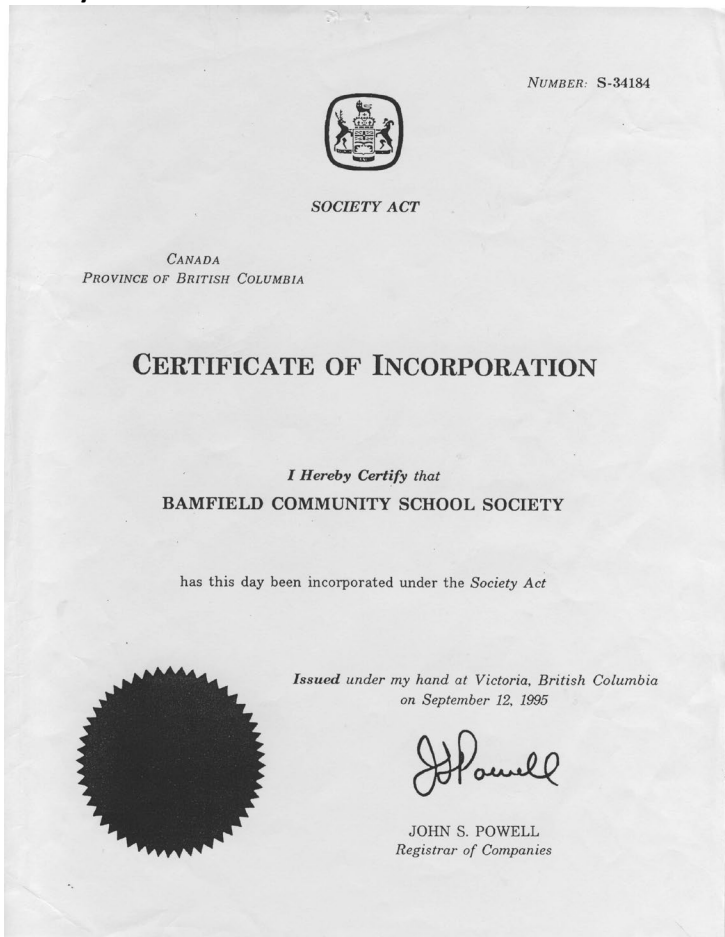 NUMBER: S-34184
SOCIETY ACT
CANADA
PROVINCE OF BRITISH COLUMBIA
CERTIFICATE OF INCORPORATION
I Hereby Certify that
BAMFIELD COMMUNITY SCHOOL SOCIETY
has this day been incorporated under the Society Act
Issued under my hand at Victoria, British Columbia
on September 12, 1995
JSPowell
JOHN S. POWELL
Registrar of Companies